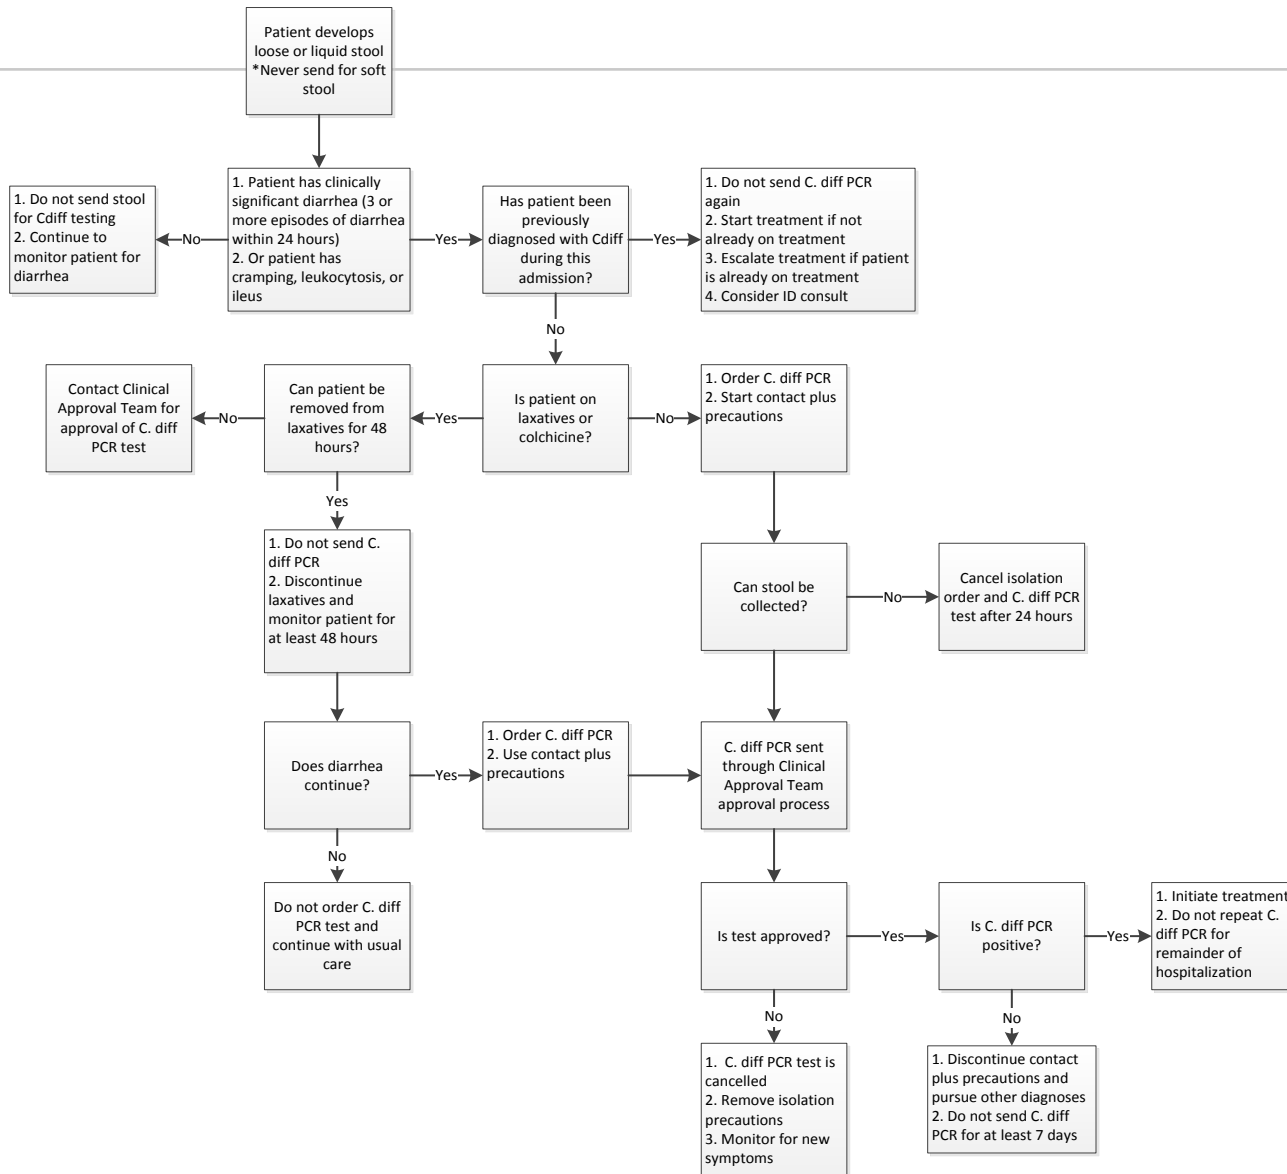 Patient develops
loose or liquid stool
*Never send for soft
stool
1. Do not send stool
for Cdiff testing
2. Continue to
monitor patient for
diarrhea
No
1. Patient has clinically
significant diarrhea (3 or
more episodes of diarrhea
within 24 hours)
2. Or patient has
cramping, leukocytosis, or
ileus
Yes
Has patient been
previously
diagnosed with Cdiff
during this
admission?
Yes
1. Do not send C. diff PCR
again
2. Start treatment if not
already on treatment
3. Escalate treatment if patient
is already on treatment
4. Consider ID consult
No
Contact Clinical
Approval Team for
approval of C. diff
PCR test
No
Can patient be
removed from
laxatives for 48
hours?
Yes
Is patient on
laxatives or
colchicine?
No
1. Order C. diff PCR
2. Start contact plus
precautions
Yes
1. Do not send C.
diff PCR
2. Discontinue
laxatives and
monitor patient for
at least 48 hours
Can stool be
collected?
No
Cancel isolation
order and C. diff PCR
test after 24 hours
Does diarrhea
continue?
Yes
1. Order C. diff PCR
2. Use contact plus
precautions
C. diff PCR sent
through Clinical
Approval Team
approval process
No
Do not order C. diff
PCR test and
continue with usual
care
Is test approved?
Yes
Is C. diff PCR
positive?
Yes
1. Initiate treatment
2. Do not repeat C.
diff PCR for
remainder of
hospitalization
No
No
1. C. diff PCR test is
cancelled
2. Remove isolation
precautions
3. Monitor for new
symptoms
1. Discontinue contact
plus precautions and
pursue other diagnoses
2. Do not send C. diff
PCR for at least 7 days